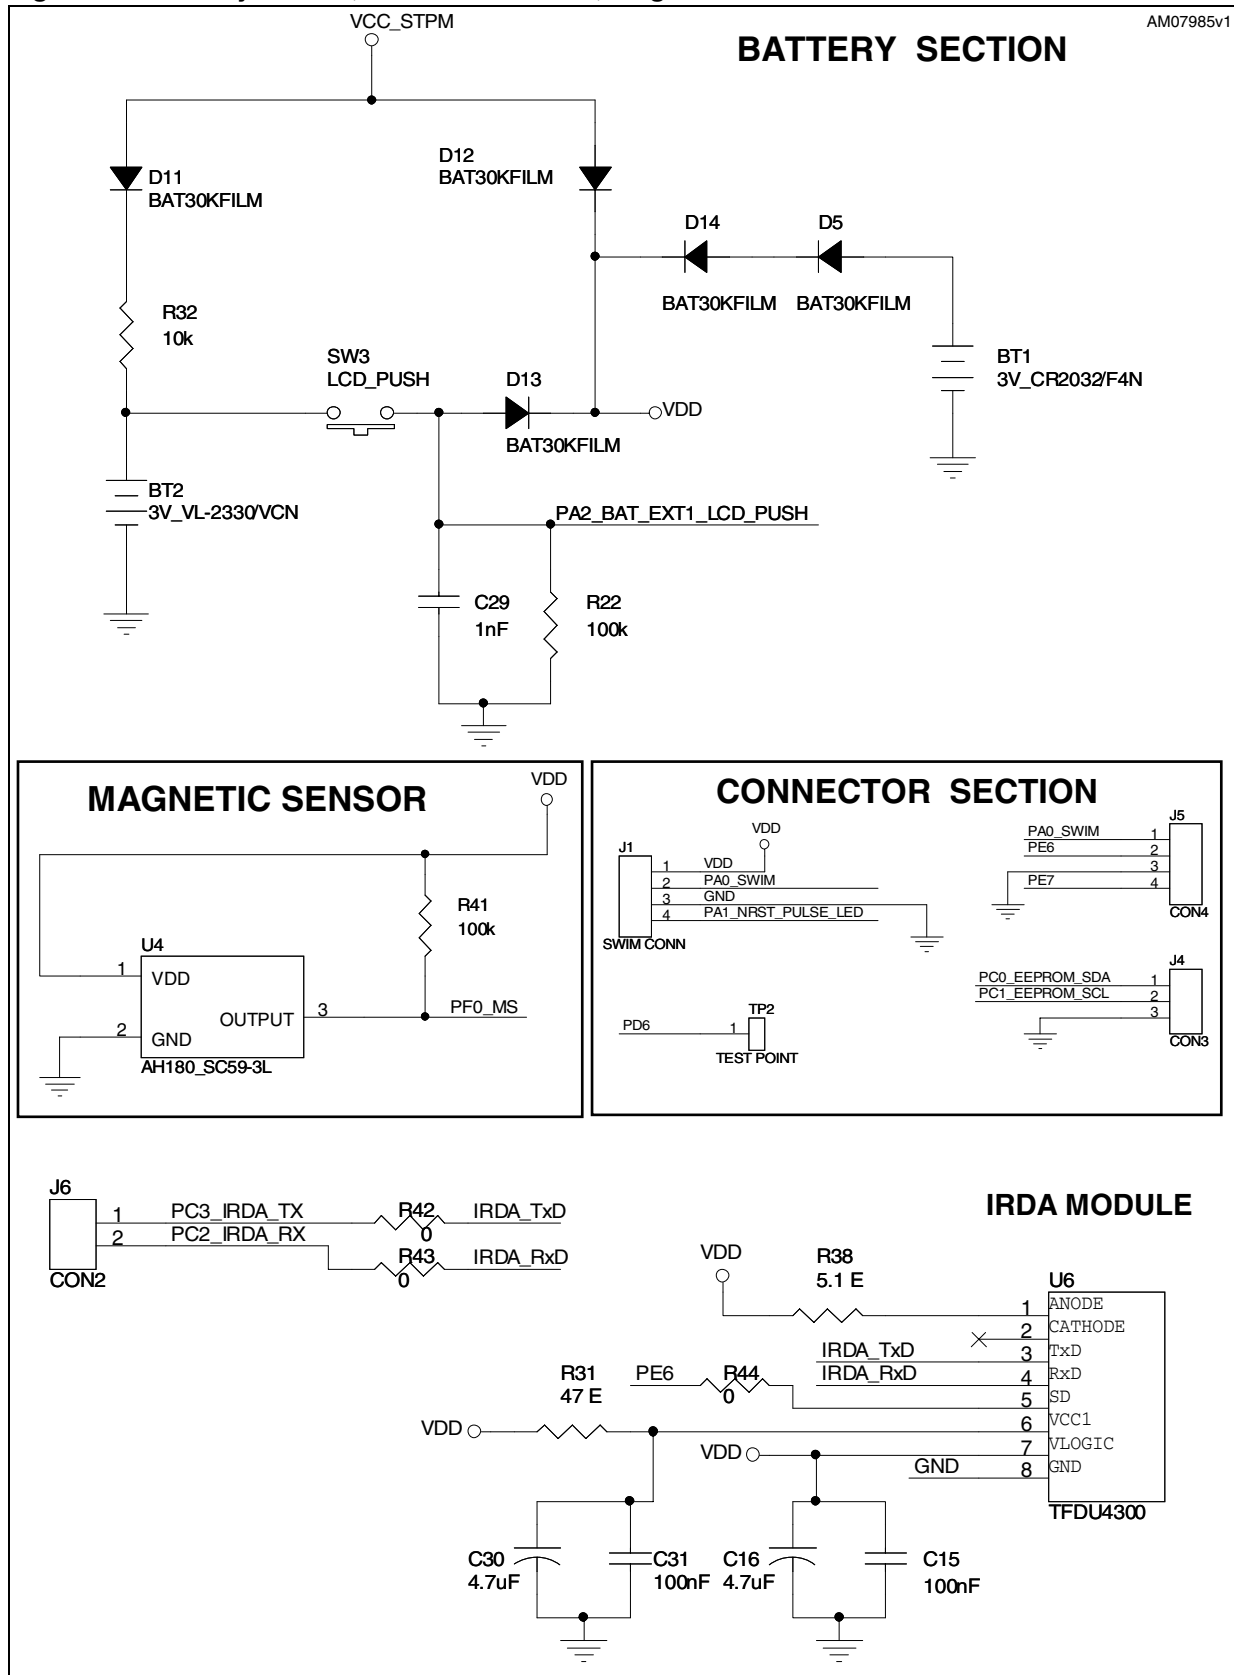 AM07985v1
VCC_STPM
BATTERY SECTION
D11
BAT30KFILM
D12
BAT30KFILM
D14
BAT30KFILM
D5
BAT30KFILM
R32
10k
SW3
LCD_PUSH
D13
BAT30KFILM
VDD
BT1
3V_CR2032/F4N
BT2
3V_VL-2330/VCN
PA2_BAT_EXT1_LCD_PUSH
C29
1nF
R22
100k
MAGNETIC SENSOR
VDD
R41
100k
U4
1
VDD
2
GND
OUTPUT
3
PF0_MS
AH180_SC59-3L
CONNECTOR SECTION
J1
VDD
1
VDD
2
PA0_SWIM
3
GND
4
PA1_NRST_PULSE_LED
SWIM CONN
J5
PA0_SWIM
1
PE6
2
3
PE7
4
CON4
PD6
1
TP2
TEST POINT
J4
PC0_EEPROM_SDA
1
PC1_EEPROM_SCL
2
3
CON3
J6
1
PC3_IRDA_TX
R42
0
IRDA_TxD
2
PC2_IRDA_RX
R43
0
IRDA_RxD
CON2
IRDA MODULE
VDD
R38
5.1 E
U6
1
ANODE
2
CATHODE
IRDA_TxD
3
TxD
IRDA_RxD
4
RxD
PE6
R44
0
5
SD
R31
47 E
VDD
6
VCC1
VDD
7
VLOGIC
GND
8
GND
TFDU4300
C30
4.7uF
C31
100nF
C16
4.7uF
C15
100nF